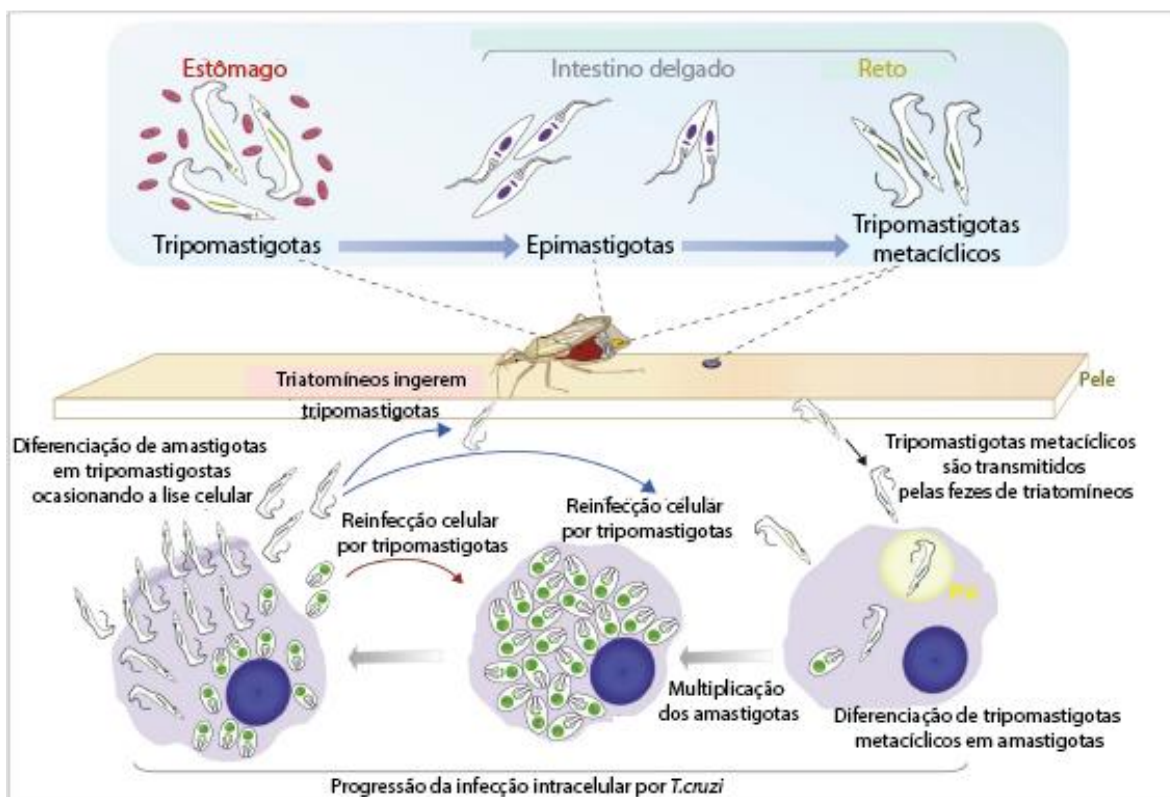 Estômago
Intestino delgado
Reto
Tripomastigotas
Epimastigotas
Tripomastigotas
metacíclicos
Triatomíneos ingerem
tripomastigotas
Pele
Diferenciação de amastigotas
em tripomastigostas
ocasionando a lise celular
Reinfecção celular
por tripomastigotas
Reinfecção celular
por tripomastigotas
Tripomastigotas metacíclicos
são transmitidos
pelas fezes de triatomíneos
Multiplicação
dos amastigotas
Diferenciação de tripomastigotas
metacíclicos em amastigotas
Progressão da infecção intracelular por T.cruzi